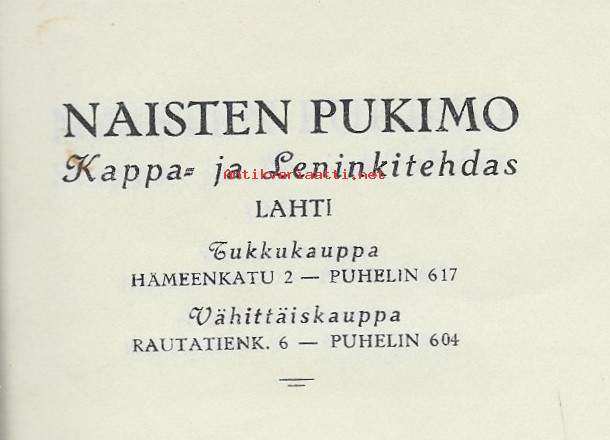 NAISTEN PUKIMO
Kappa- ja Leninkitehdas
Antikvariaatti.net
LAHTI
Tukkukauppa
HÄMEENKATU 2 — PUHELIN 617
Vähittäiskauppa
RAUTATIENK. 6 — PUHELIN 604